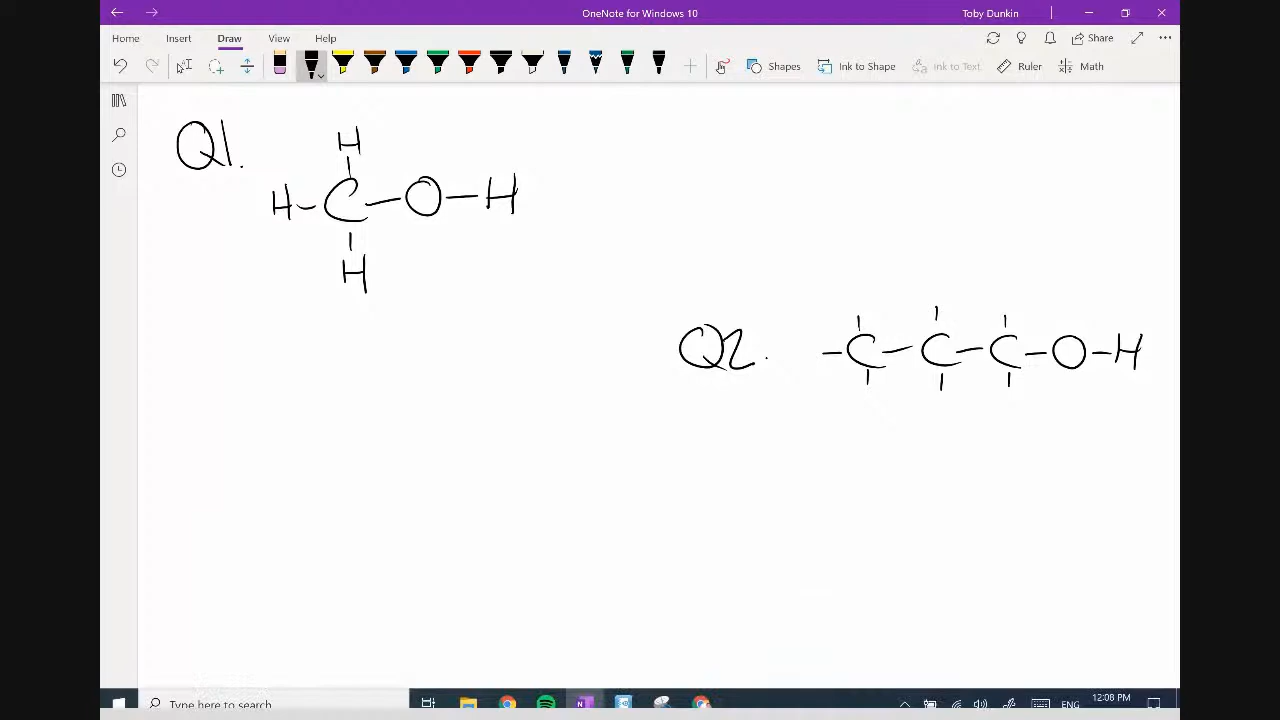 OneNote for Windows 10
Toby Dunkin
Home Insert Draw View Help
Share
Shapes Ink to Shape Ink to Text Ruler Math
Q1.
H
H-C-O-H
H
Q2. -C-C-C-O-H
Type here to search
ENG
12:08 PM